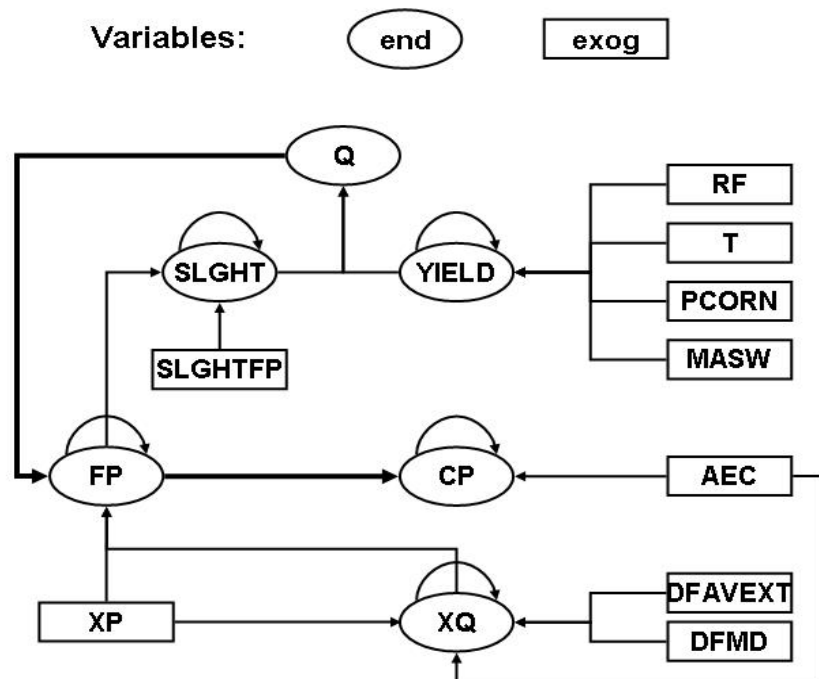 Variables: end exog
Q
RF
T
SLGHT YIELD
PCORN
SLGHTFP MASW
FP CP AEC
DFAVEXT
XP XQ
DFMD